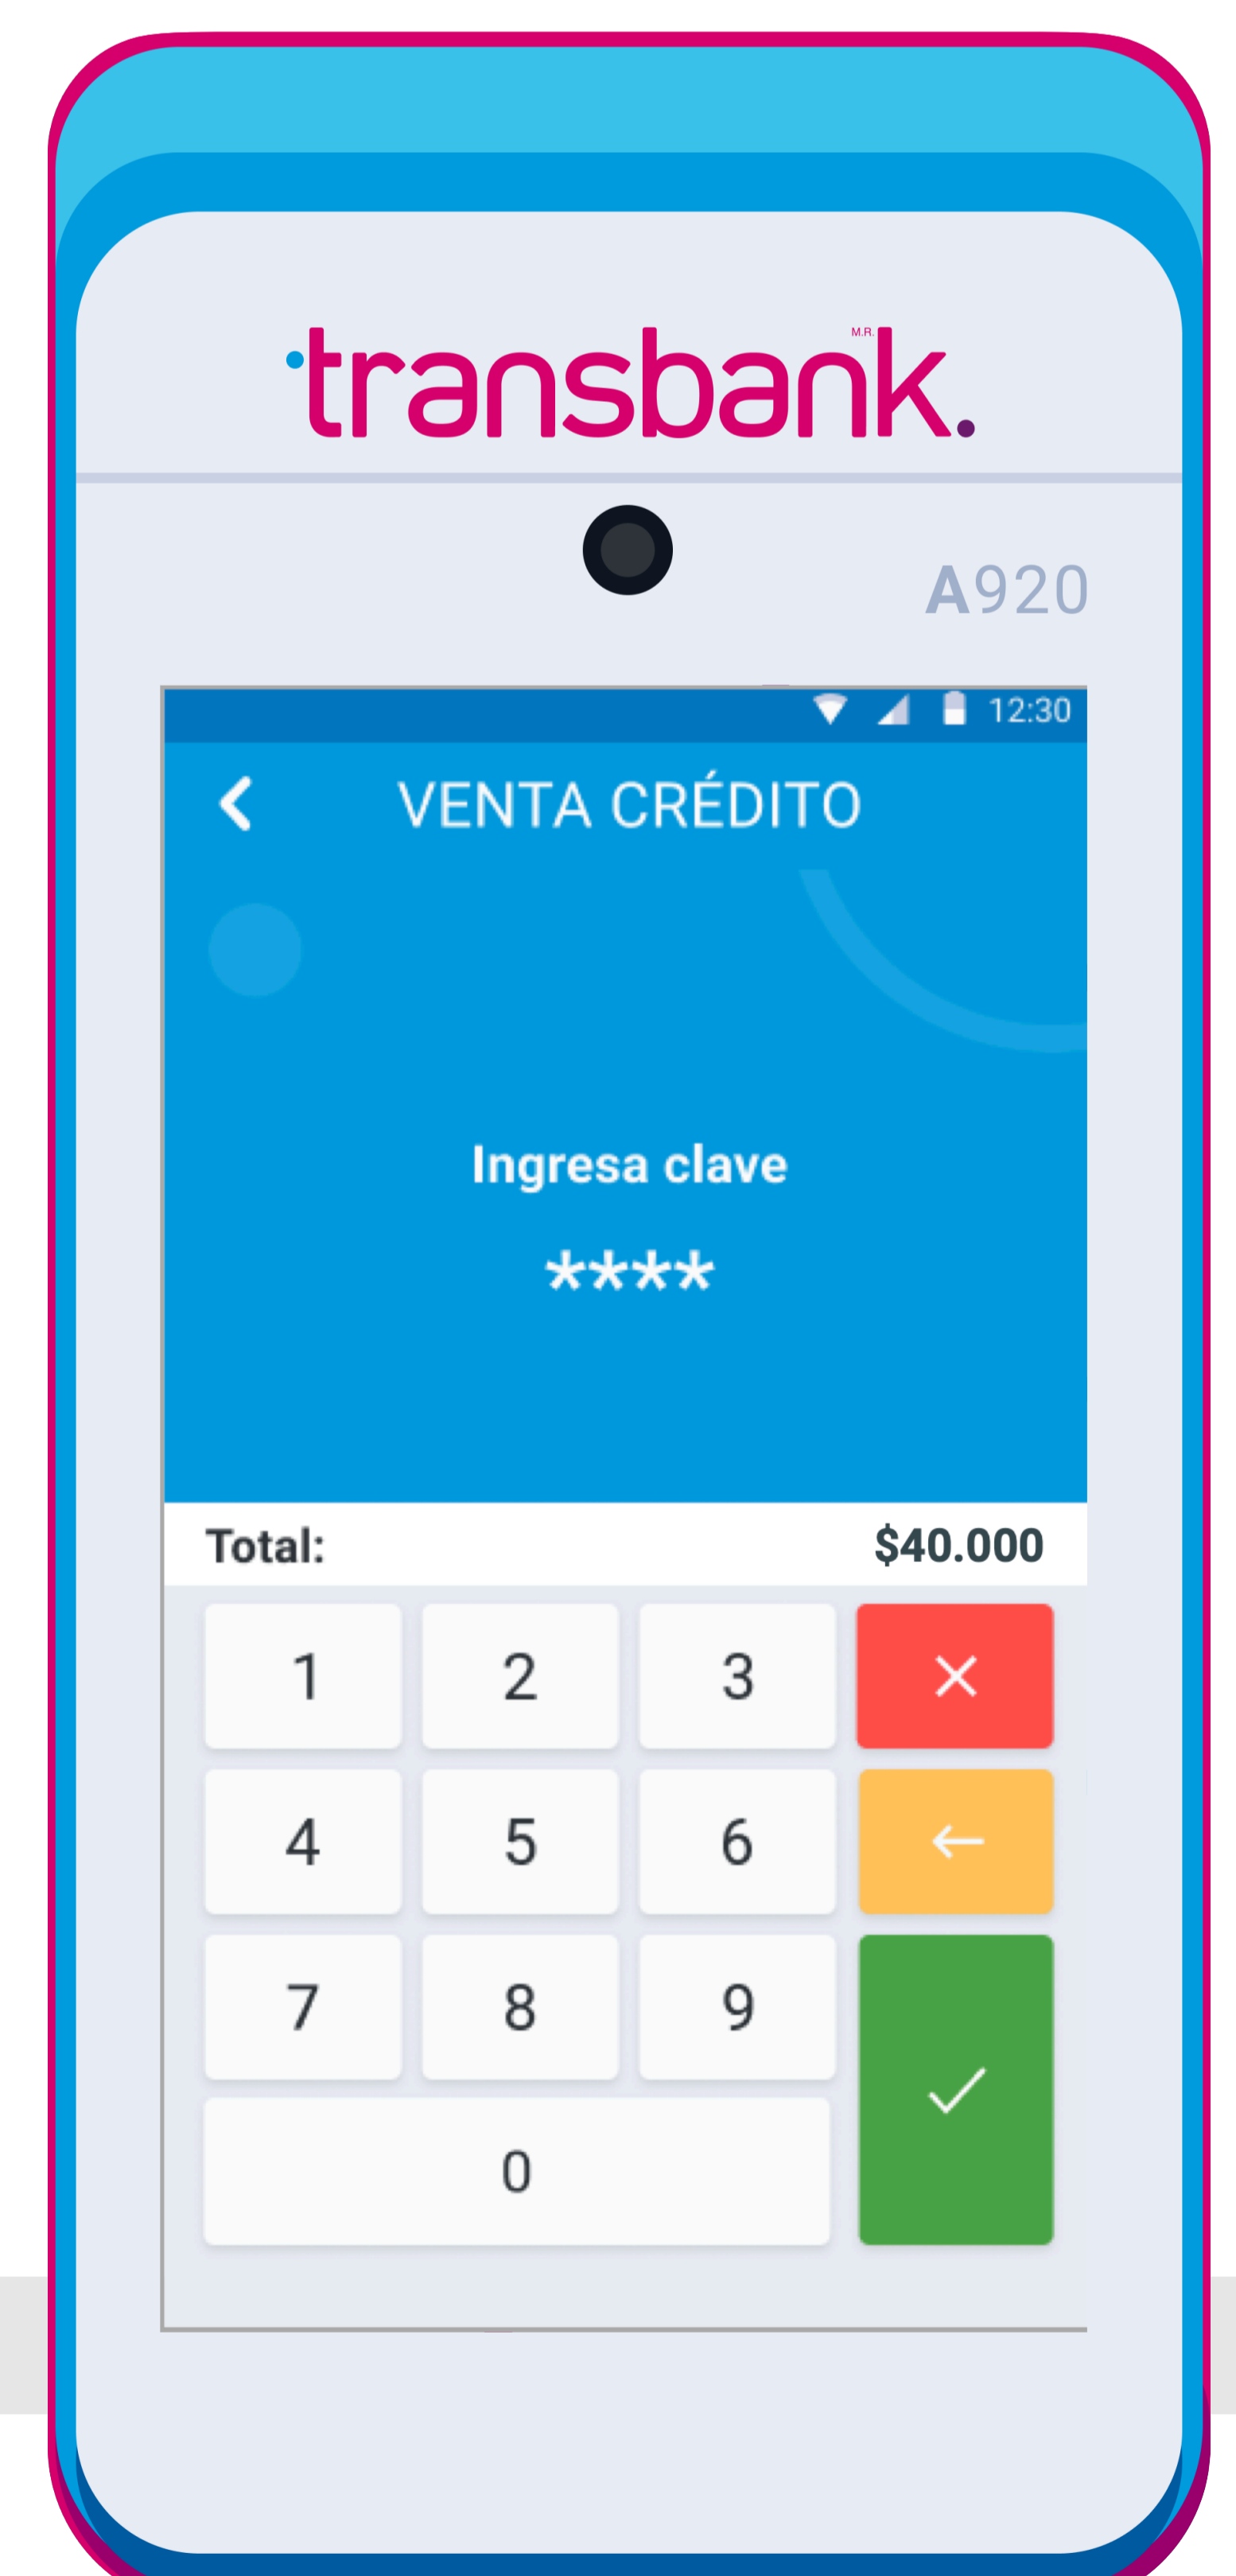 transbank.
M.R.
A920
12:30
VENTA CRÉDITO
Ingresa clave
****
Total: $40.000
1 2 3
4 5 6
7 8 9
0